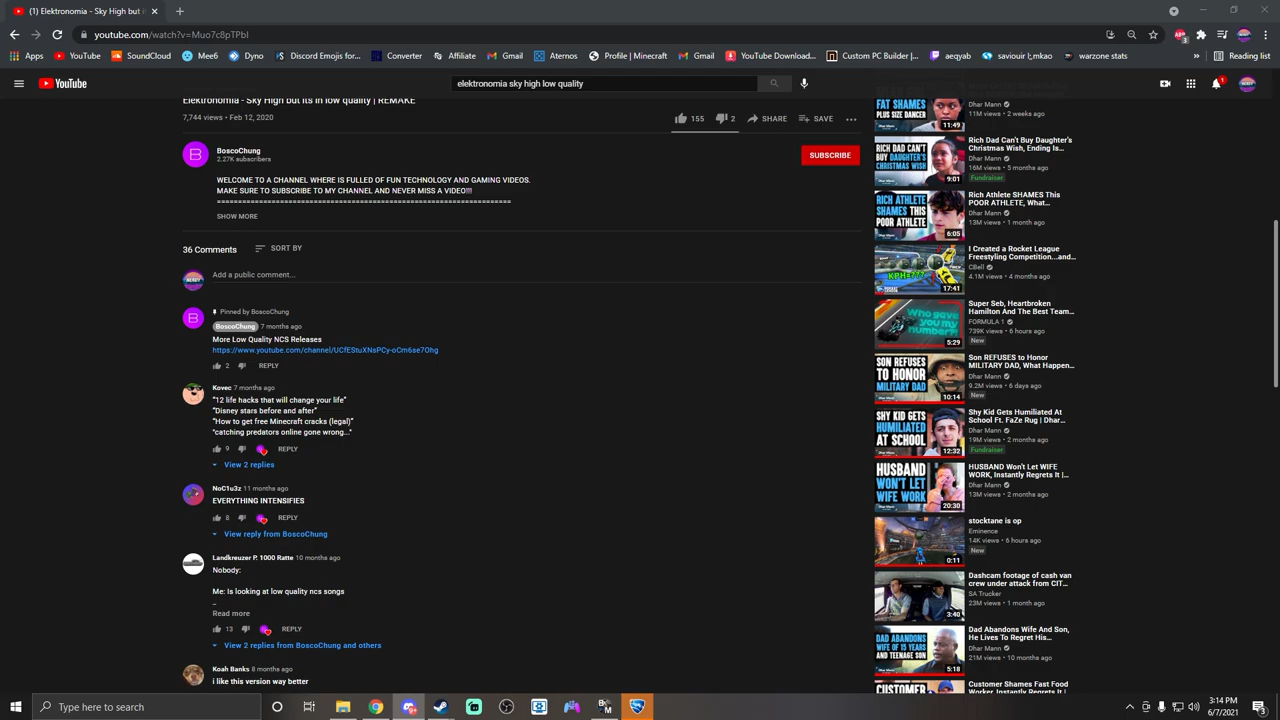 (1) Elektronomia - Sky High but i
youtube.com/watch?v=Muo7c8pTPbI
Apps
YouTube
SoundCloud
Mee6
Dyno
Discord Emojis for...
Converter
Affiliate
Gmail
Aternos
Profile | Minecraft
Gmail
YouTube Download...
Custom PC Builder |...
aeqyab
saviour !¡mkao
warzone stats
Reading list
YouTube
elektronomia sky high low quality
1
Elektronomia - Sky High but its in low quality | REMAKE
7,744 views • Feb 12, 2020
153
2
SHARE
SAVE
B
BoscoChung
2.27K subscribers
SUBSCRIBE
FULLED OF FUN TECHNOLOGY AND GAMING VIDEOS.
MAKE SURE TO SUBSCRIBE TO MY CHANNEL AND NEVER MISS A VIDEO!!!
SHOW MORE
36 Comments
SORT BY
Add a public comment...
B
Pinned by BoscoChung
BoscoChung 7 months ago
More Low Quality NCS Releases
https://www.youtube.com/channel/UCfEStuXNsPCy-oCm6se7Ohg
2 REPLY
Kovec 7 months ago
"12 life hacks that will change your life"
"Disney stars before and after"
"How to get free Minecraft cracks (legal)"
"catching predators online gone wrong..."
9 REPLY
View 2 replies
NoC1u3z 11 months ago
EVERYTHING INTENSIFIES
8 REPLY
View reply from BoscoChung
Landkreuzer P. 1000 Ratte 10 months ago
Nobody:
Me: Is looking at low quality ncs songs
_
Read more
13 REPLY
View 2 replies from BoscoChung and others
Koah Banks 8 months ago
i like this version way better
FAT SHAMES
PLUS SIZE DANCER
11:49
Dhar Mann
11M views • 2 weeks ago
RICH DAD CAN'T
BUY DAUGHTER'S
CHRISTMAS WISH
9:01
Rich Dad Can't Buy Daughter's
Christmas Wish, Ending Is...
Dhar Mann
16M views • 5 months ago
Fundraiser
RICH ATHLETE
SHAMES THIS
POOR ATHLETE
6:05
Rich Athlete SHAMES This
POOR ATHLETE, What...
Dhar Mann
13M views • 1 month ago
KPH=???
17:41
I Created a Rocket League
Freestyling Competition...and...
CBell
4.1M views • 4 months ago
Who gave
you my
number?!
5:29
Super Seb, Heartbroken
Hamilton And The Best Team...
FORMULA 1
739K views • 6 hours ago
New
SON REFUSES
TO HONOR
MILITARY DAD
10:14
Son REFUSES to Honor
MILITARY DAD, What Happen...
Dhar Mann
9.2M views • 6 days ago
New
SHY KID GETS
HUMILIATED
AT SCHOOL
12:32
Shy Kid Gets Humiliated At
School Ft. FaZe Rug | Dhar...
Dhar Mann
19M views • 2 months ago
Fundraiser
HUSBAND
WON'T LET
WIFE WORK
20:30
HUSBAND Won't Let WIFE
WORK, Instantly Regrets It |...
Dhar Mann
13M views • 2 months ago
0:11
stocktane is op
Eminence
14K views • 6 hours ago
New
3:40
Dashcam footage of cash van
crew under attack from CIT...
SA Trucker
23M views • 1 month ago
DAD ABANDONS
WIFE OF 15 YEARS
AND TEENAGE SON
5:18
Dad Abandons Wife And Son,
He Lives To Regret His...
Dhar Mann
21M views • 10 months ago
CUSTOMER
Customer Shames Fast Food
Worker, Instantly Regrets It |
Type here to search
3:14 PM
6/7/2021